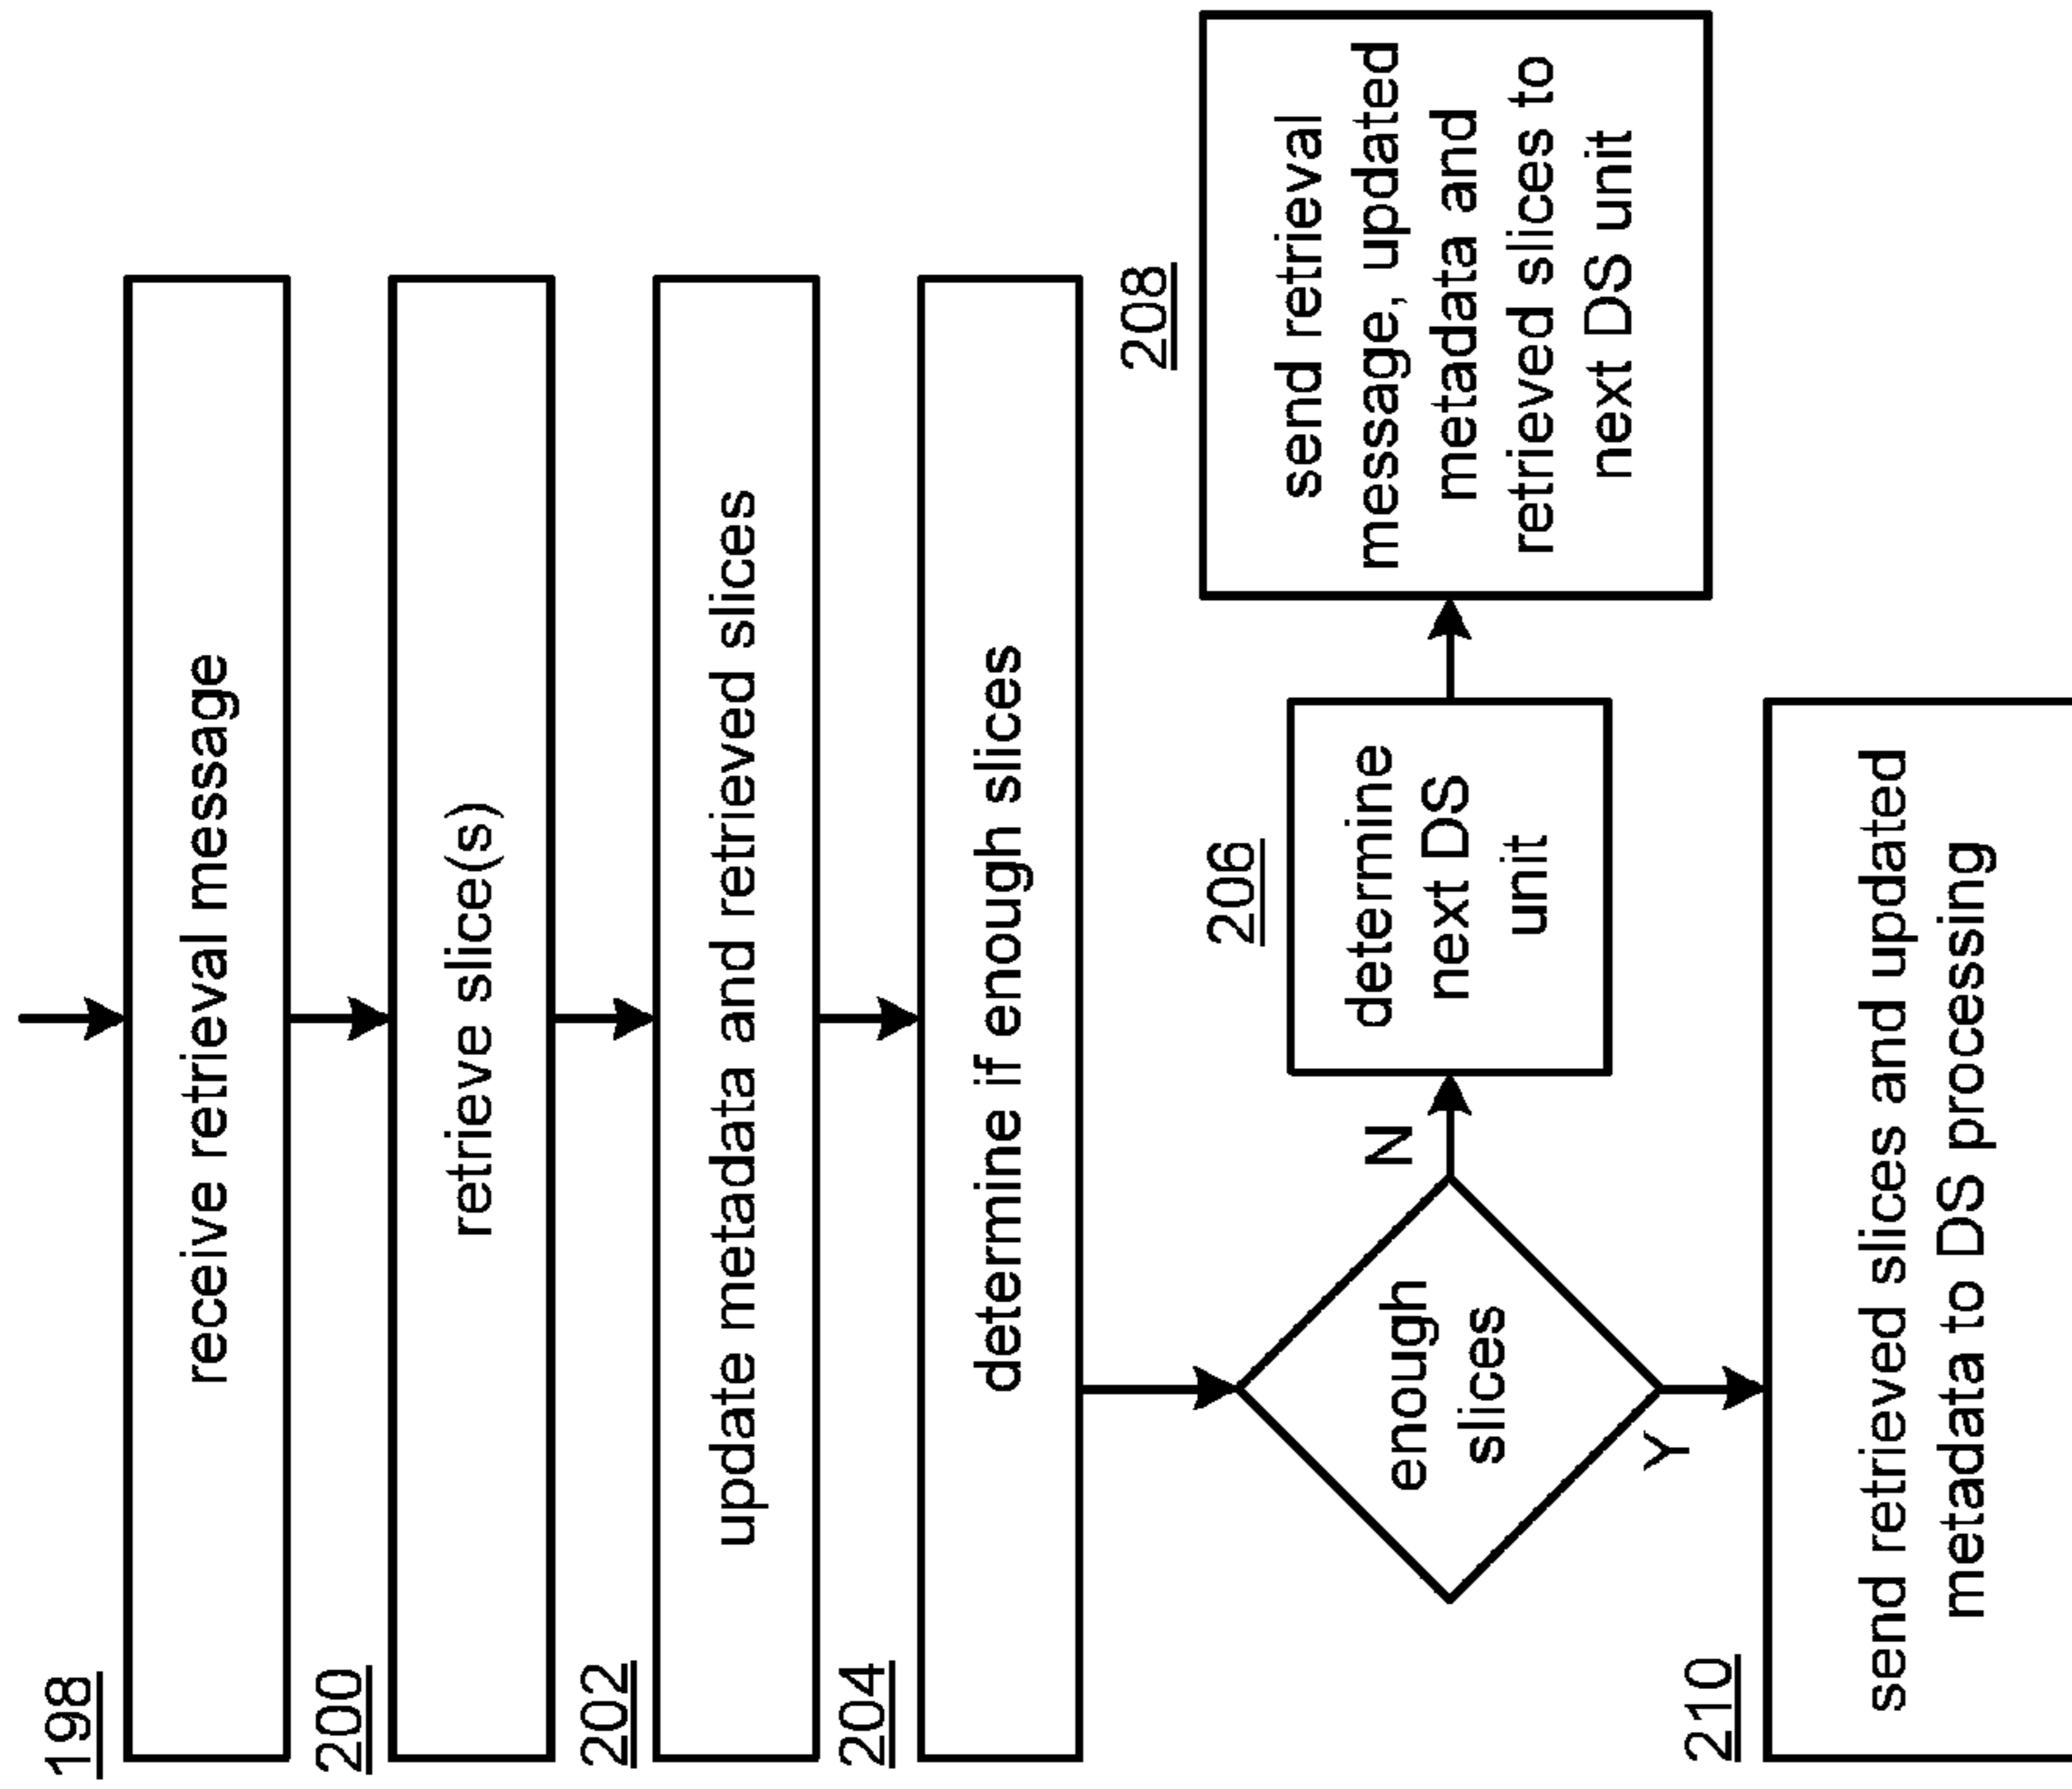 198
receive retrieval message
200
retrieve slice(s)
202
update metadata and retrieved slices
204
determine if enough slices
enough
slices
N
Y
206
determine
next DS
unit
208
send retrieval
message, updated
metadata and
retrieved slices to
next DS unit
210
send retrieved slices and updated
metadata to DS processing